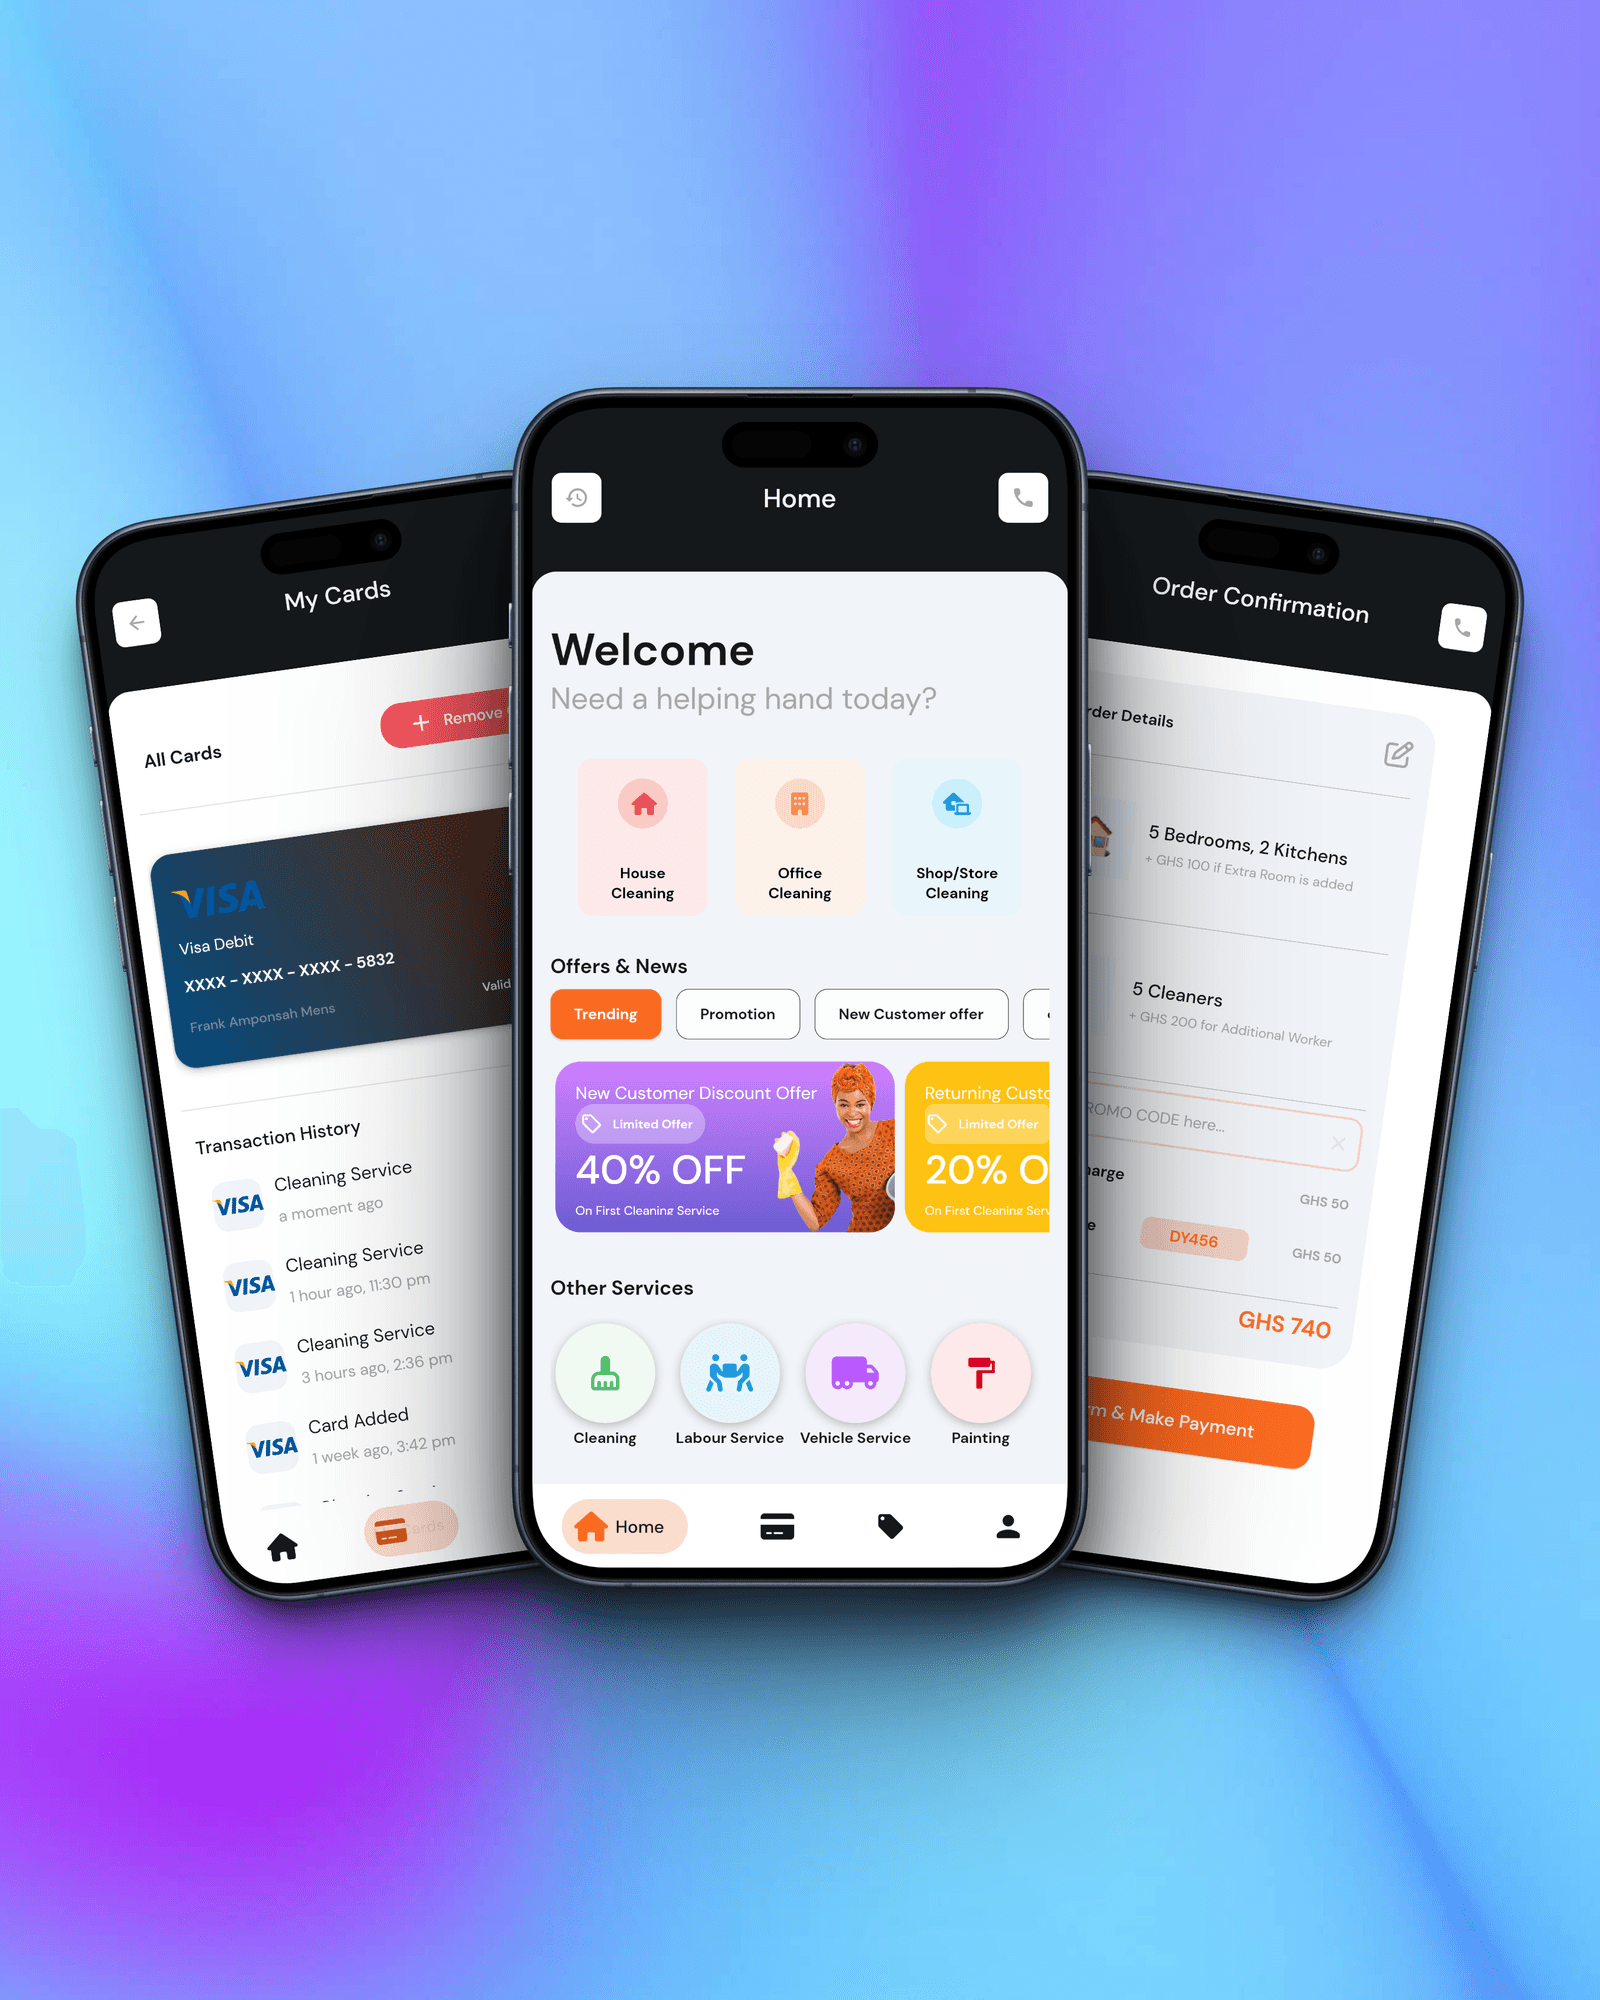 My Cards
All Cards
Remove
VISA
Visa Debit
XXXX - XXXX - XXXX - 5832
Valid
Frank Amponsah Mens
Transaction History
VISA
Cleaning Service
a moment ago
VISA
Cleaning Service
1 hour ago, 11:30 pm
VISA
Cleaning Service
3 hours ago, 2:36 pm
VISA
Card Added
1 week ago, 3:42 pm
Home
Welcome
Need a helping hand today?
House
Cleaning
Office
Cleaning
Shop/Store
Cleaning
Offers & News
Trending
Promotion
New Customer offer
New Customer Discount Offer
Limited Offer
40% OFF
On First Cleaning Service
Returning Custo
Limited Offer
20% O
On First Cleaning Serv
Other Services
Cleaning
Labour Service
Vehicle Service
Painting
Home
Order Confirmation
rder Details
5 Bedrooms, 2 Kitchens
+ GHS 100 if Extra Room is added
5 Cleaners
+ GHS 200 for Additional Worker
ROMO CODE here...
arge
GHS 50
e
DY456
GHS 50
GHS 740
rm & Make Payment